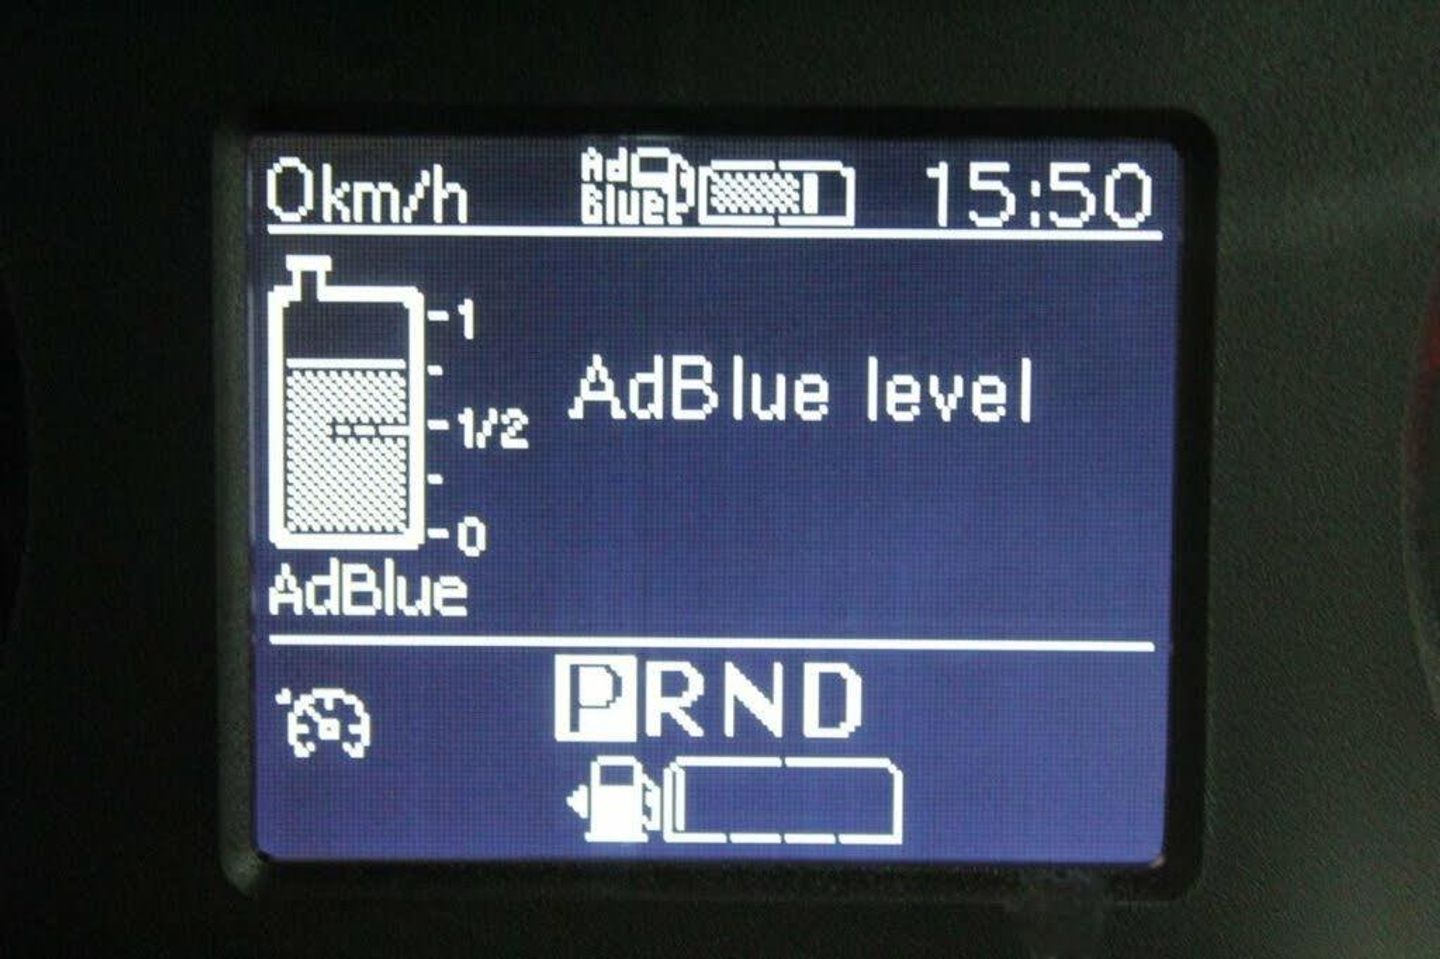 0km/h Ad Blue 15:50
1
AdBlue level
1/2
0
AdBlue
PRND